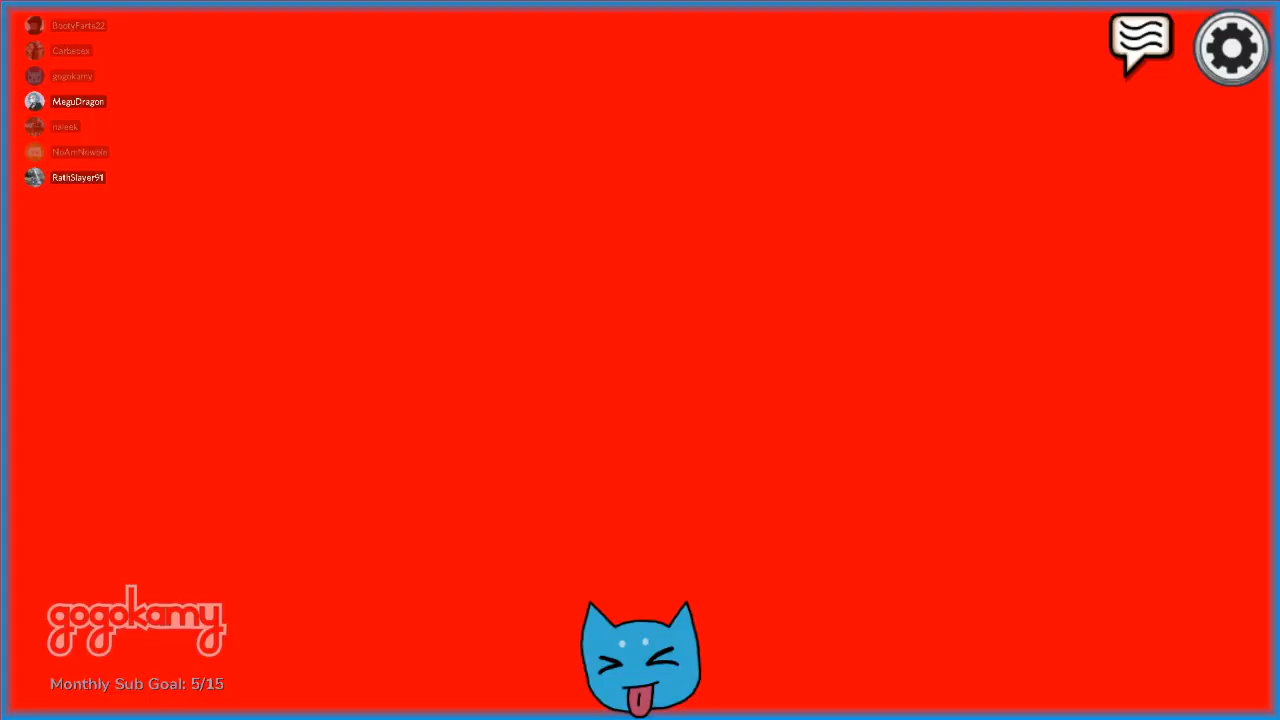 BootyFarts22
Carbesex
gogokamy
MeguDragon
naleek
NoAmNewbie
RathSlayer91
gogokamy
Monthly Sub Goal: 5/15